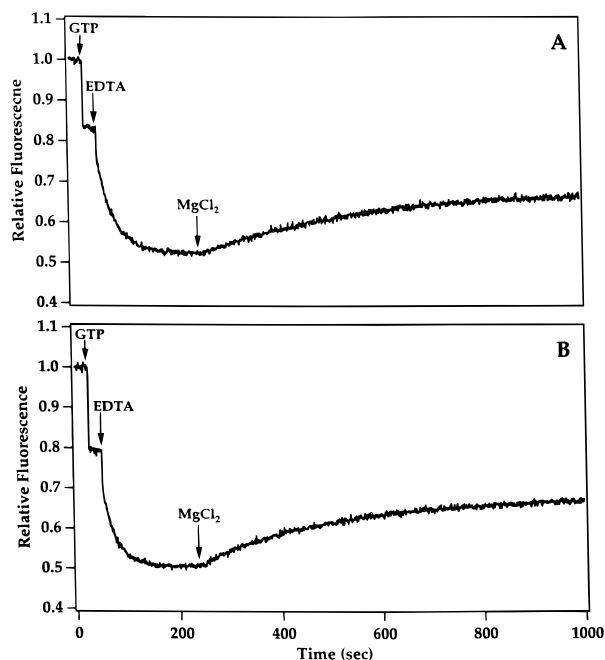 1.1
GTP
A
1.0
0.9
EDTA
0.8
0.7
MgCl2
0.6
0.5
0.4
Relative Fluorescecne
1.1
GTP
B
1.0
0.9
EDTA
0.8
0.7
MgCl2
0.6
0.5
0.4
Relative Fluorescence
0 200 400 600 800 1000
Time (sec)